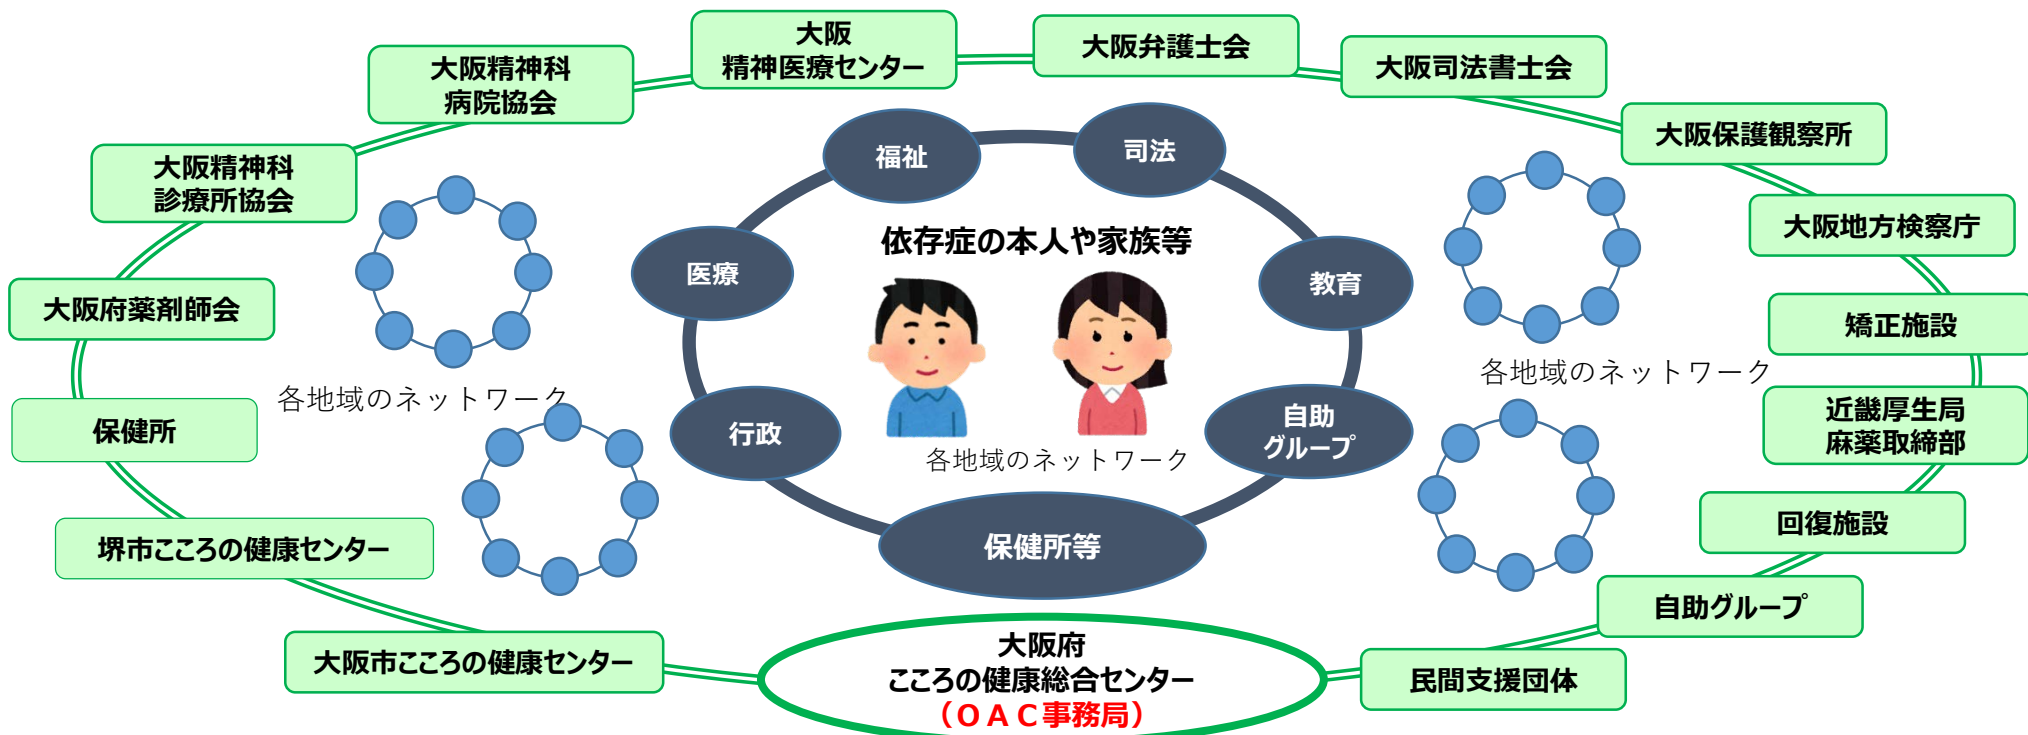 大阪
精神医療センター
大阪弁護士会
大阪精神科
病院協会
大阪司法書士会
大阪保護観察所
大阪精神科
診療所協会
福祉
司法
大阪地方検察庁
依存症の本人や家族等
医療
教育
大阪府薬剤師会
矯正施設
各地域のネットワーク
各地域のネットワーク
保健所
行政
自助
グループ
近畿厚生局
麻薬取締部
各地域のネットワーク
回復施設
堺市こころの健康センター
保健所等
自助グループ
大阪市こころの健康センター
大阪府
こころの健康総合センター
（ＯＡＣ事務局）
民間支援団体